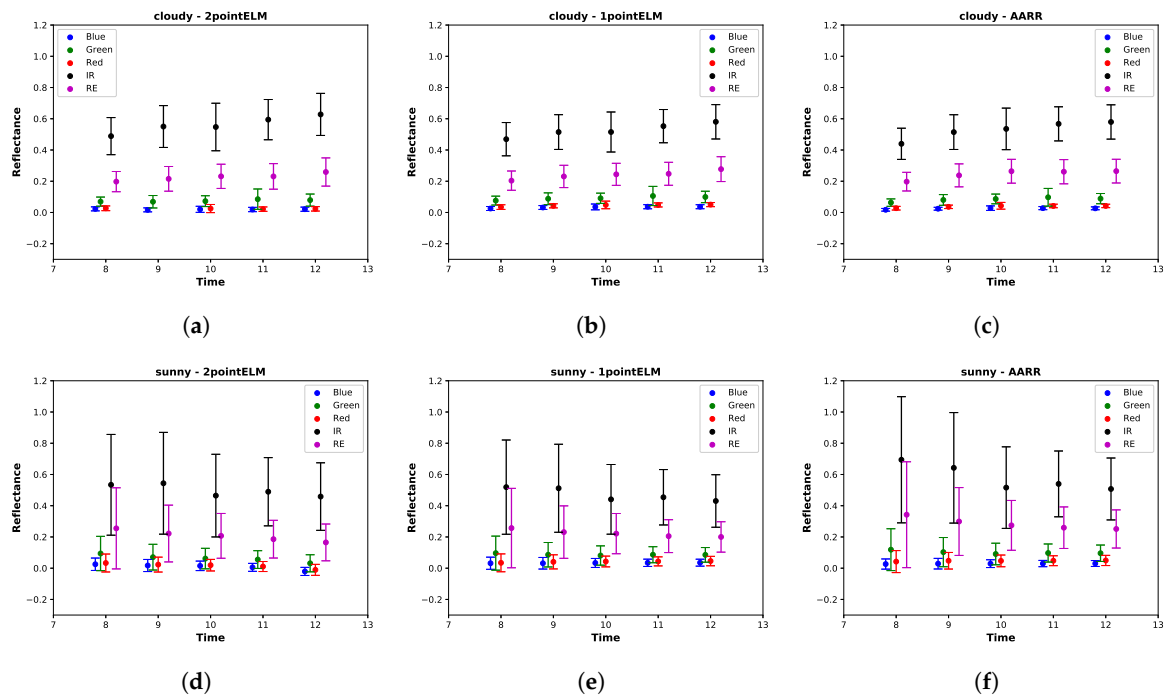 cloudy - 2pointELM
1.2
1.0
0.8
0.6
0.4
0.2
0.0
−0.2
Reflectance
Blue
Green
Red
IR
RE
7 8 9 10 11 12 13
Time
(a)
cloudy - 1pointELM
1.2
1.0
0.8
0.6
0.4
0.2
0.0
−0.2
Reflectance
Blue
Green
Red
IR
RE
7 8 9 10 11 12 13
Time
(b)
cloudy - AARR
1.2
1.0
0.8
0.6
0.4
0.2
0.0
−0.2
Reflectance
Blue
Green
Red
IR
RE
7 8 9 10 11 12 13
Time
(c)
sunny - 2pointELM
1.2
1.0
0.8
0.6
0.4
0.2
0.0
−0.2
Reflectance
Blue
Green
Red
IR
RE
7 8 9 10 11 12 13
Time
(d)
sunny - 1pointELM
1.2
1.0
0.8
0.6
0.4
0.2
0.0
−0.2
Reflectance
Blue
Green
Red
IR
RE
7 8 9 10 11 12 13
Time
(e)
sunny - AARR
1.2
1.0
0.8
0.6
0.4
0.2
0.0
−0.2
Reflectance
Blue
Green
Red
IR
RE
7 8 9 10 11 12 13
Time
(f)